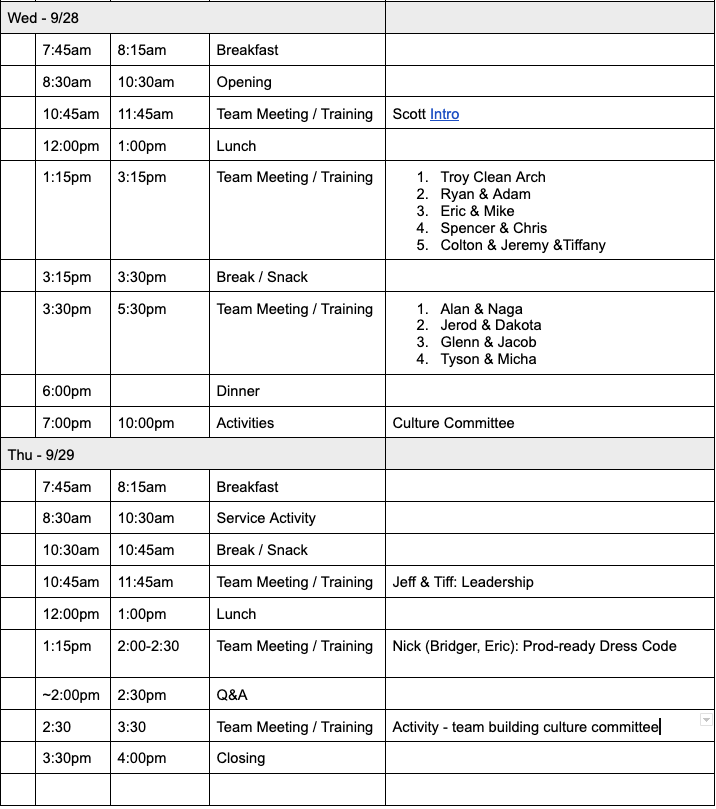 Wed - 9/28
7:45am 8:15am Breakfast
8:30am 10:30am Opening
10:45am 11:45am Team Meeting / Training Scott Intro
12:00pm 1:00pm Lunch
1:15pm 3:15pm Team Meeting / Training 1. Troy Clean Arch
2. Ryan & Adam
3. Eric & Mike
4. Spencer & Chris
5. Colton & Jeremy &Tiffany
3:15pm 3:30pm Break / Snack
3:30pm 5:30pm Team Meeting / Training 1. Alan & Naga
2. Jerod & Dakota
3. Glenn & Jacob
4. Tyson & Micha
6:00pm Dinner
7:00pm 10:00pm Activities Culture Committee
Thu - 9/29
7:45am 8:15am Breakfast
8:30am 10:30am Service Activity
10:30am 10:45am Break / Snack
10:45am 11:45am Team Meeting / Training Jeff & Tiff: Leadership
12:00pm 1:00pm Lunch
1:15pm 2:00-2:30 Team Meeting / Training Nick (Bridger, Eric): Prod-ready Dress Code
~2:00pm 2:30pm Q&A
2:30 3:30 Team Meeting / Training Activity - team building culture committee
3:30pm 4:00pm Closing